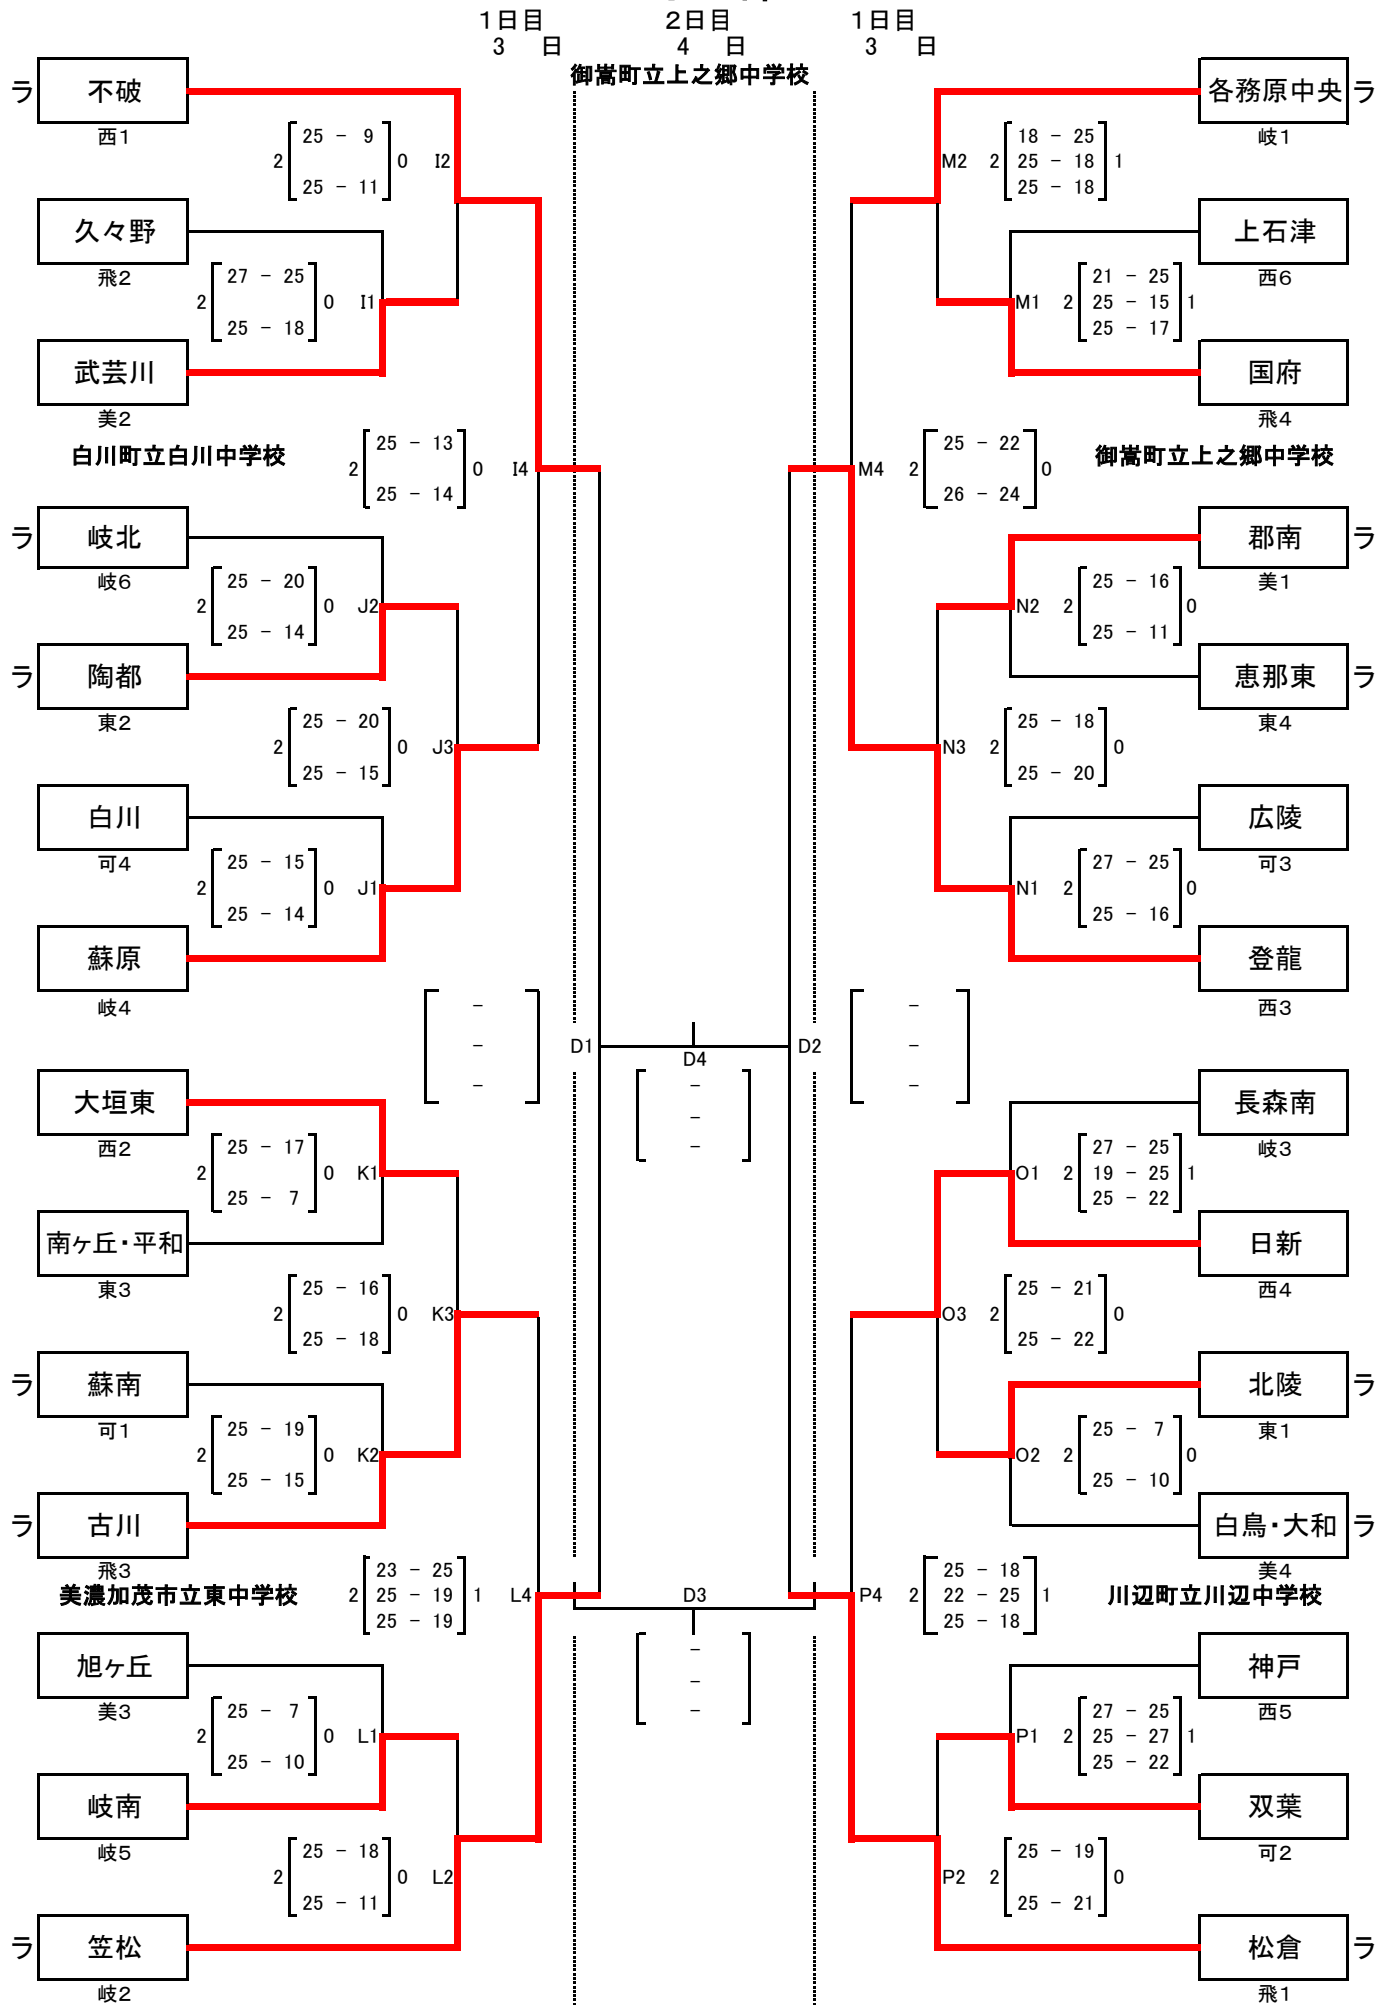 1日目 2日目 1日目
3 日 4 日 3 日
御嵩町立上之郷中学校
ラ 不破
西1
2 25 - 9 0 I2
25 - 11
久々野
飛2
2 27 - 25 0 I1
25 - 18
武芸川
美2
白川町立白川中学校
2 25 - 13 0 I4
25 - 14
ラ 岐北
岐6
2 25 - 20 0 J2
25 - 14
ラ 陶都
東2
2 25 - 20 0 J3
25 - 15
白川
可4
2 25 - 15 0 J1
25 - 14
蘇原
岐4
-
- D1
-
大垣東
西2
2 25 - 17 0 K1
25 - 7
南ヶ丘・平和
東3
2 25 - 16 0 K3
25 - 18
ラ 蘇南
可1
2 25 - 19 0 K2
25 - 15
ラ 古川
飛3
美濃加茂市立東中学校
23 - 25
2 25 - 19 1 L4
25 - 19
旭ヶ丘
美3
2 25 - 7 0 L1
25 - 10
岐南
岐5
2 25 - 18 0 L2
25 - 11
ラ 笠松
岐2
D4
-
-
-
D3
-
-
-
各務原中央 ラ
岐1
18 - 25
M2 2 25 - 18 1
25 - 18
上石津
西6
21 - 25
M1 2 25 - 15 1
25 - 17
国府
飛4
御嵩町立上之郷中学校
M4 2 25 - 22 0
26 - 24
郡南 ラ
美1
N2 2 25 - 16 0
25 - 11
恵那東 ラ
東4
N3 2 25 - 18 0
25 - 20
広陵
可3
N1 2 27 - 25 0
25 - 16
登龍
西3
-
D2 -
-
長森南
岐3
27 - 25
O1 2 19 - 25 1
25 - 22
日新
西4
O3 2 25 - 21 0
25 - 22
北陵 ラ
東1
O2 2 25 - 7 0
25 - 10
白鳥・大和 ラ
美4
川辺町立川辺中学校
25 - 18
P4 2 22 - 25 1
25 - 18
神戸
西5
27 - 25
P1 2 25 - 27 1
25 - 22
双葉
可2
P2 2 25 - 19 0
25 - 21
松倉 ラ
飛1